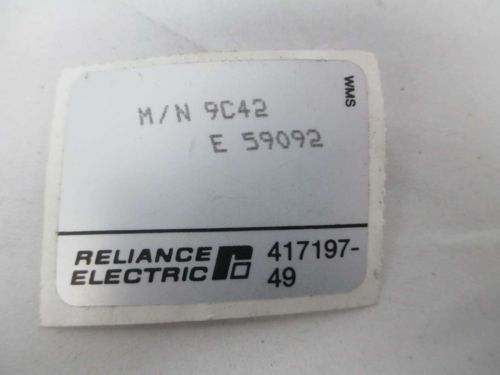 WMS
M/N 9C42
E 59092
RELIANCE ELECTRIC
417197-49